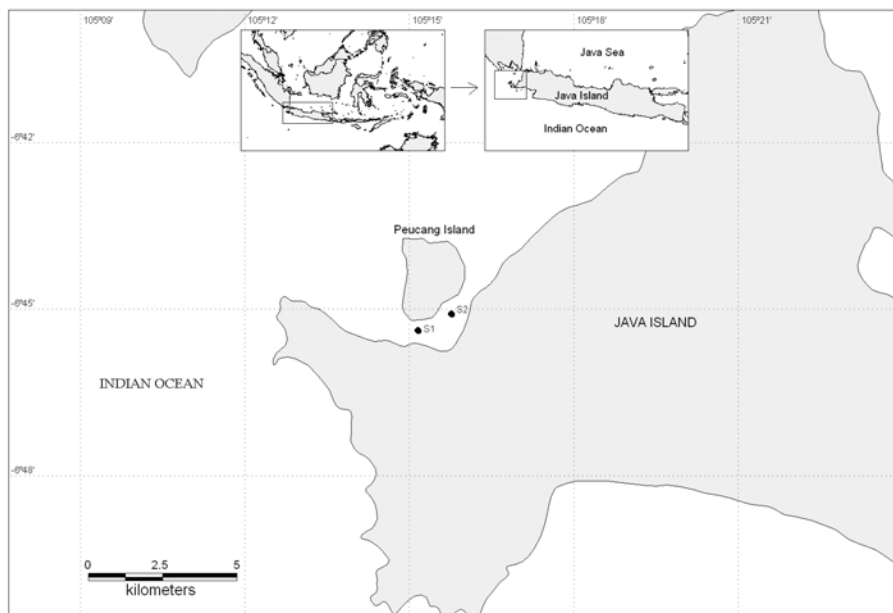 105º09'
105º12'
105º15'
105º18'
105º21'
Java Sea
Java Island
Indian Ocean
-6º42'
Peucang Island
-6º45'
S2
S1
JAVA ISLAND
INDIAN OCEAN
-6º48'
0 2.5 5
kilometers